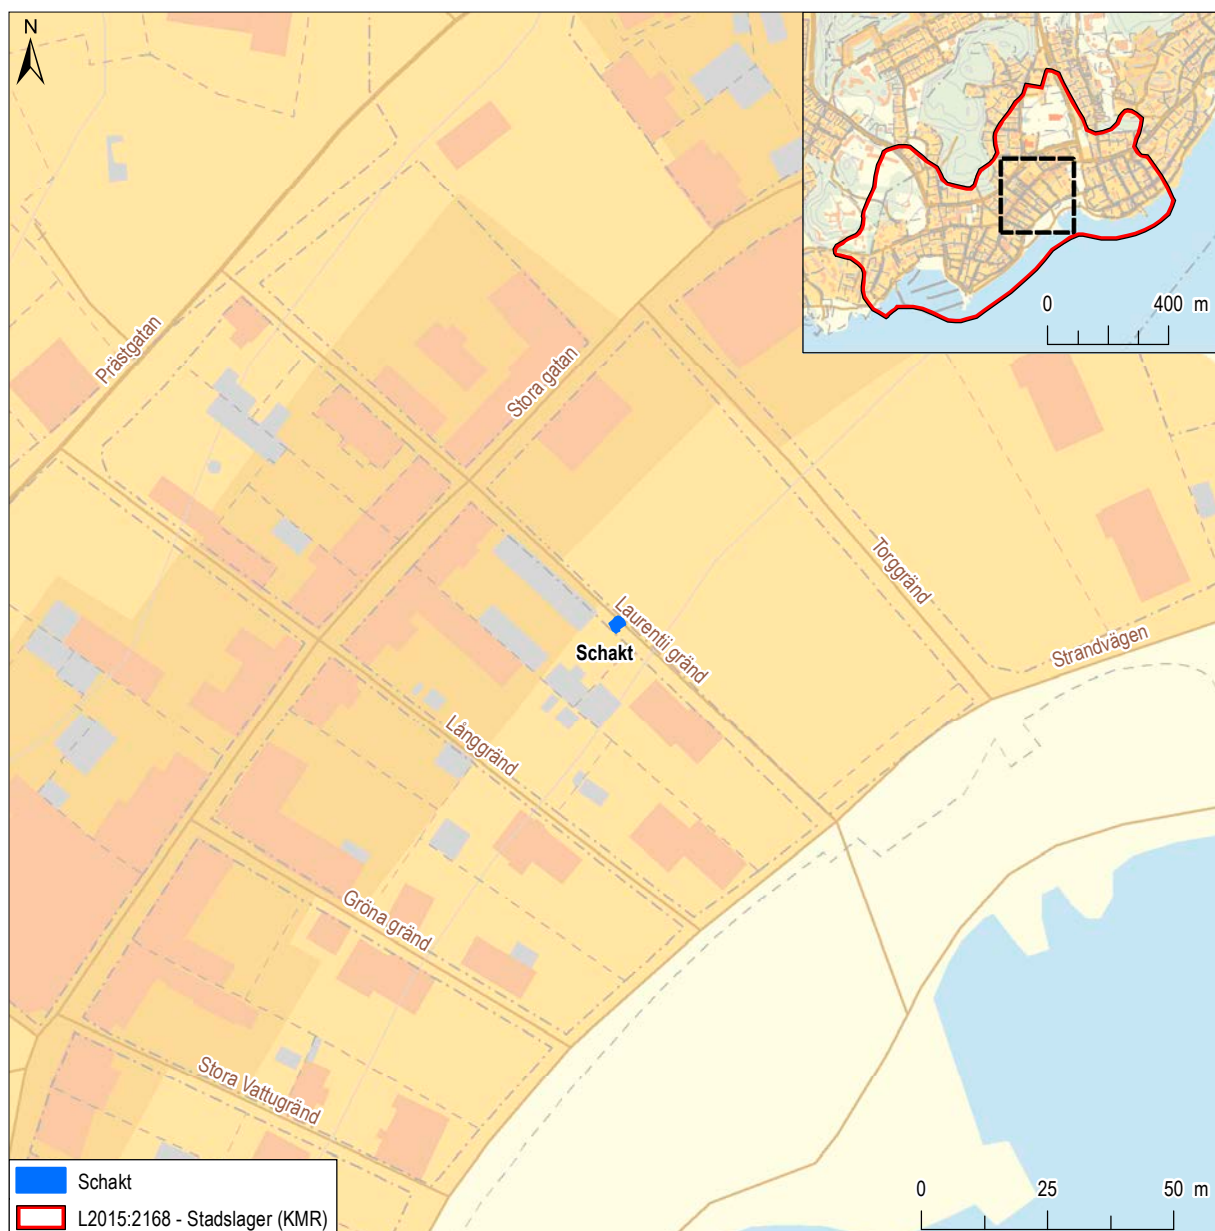 N
0 400 m
Prästgatan
Stora gatan
Torggränd
Laurentii gränd
Strandvägen
Schakt
Långgränd
Gröna gränd
Stora Vattugränd
Schakt
L2015:2168 - Stadslager (KMR)
0 25 50 m